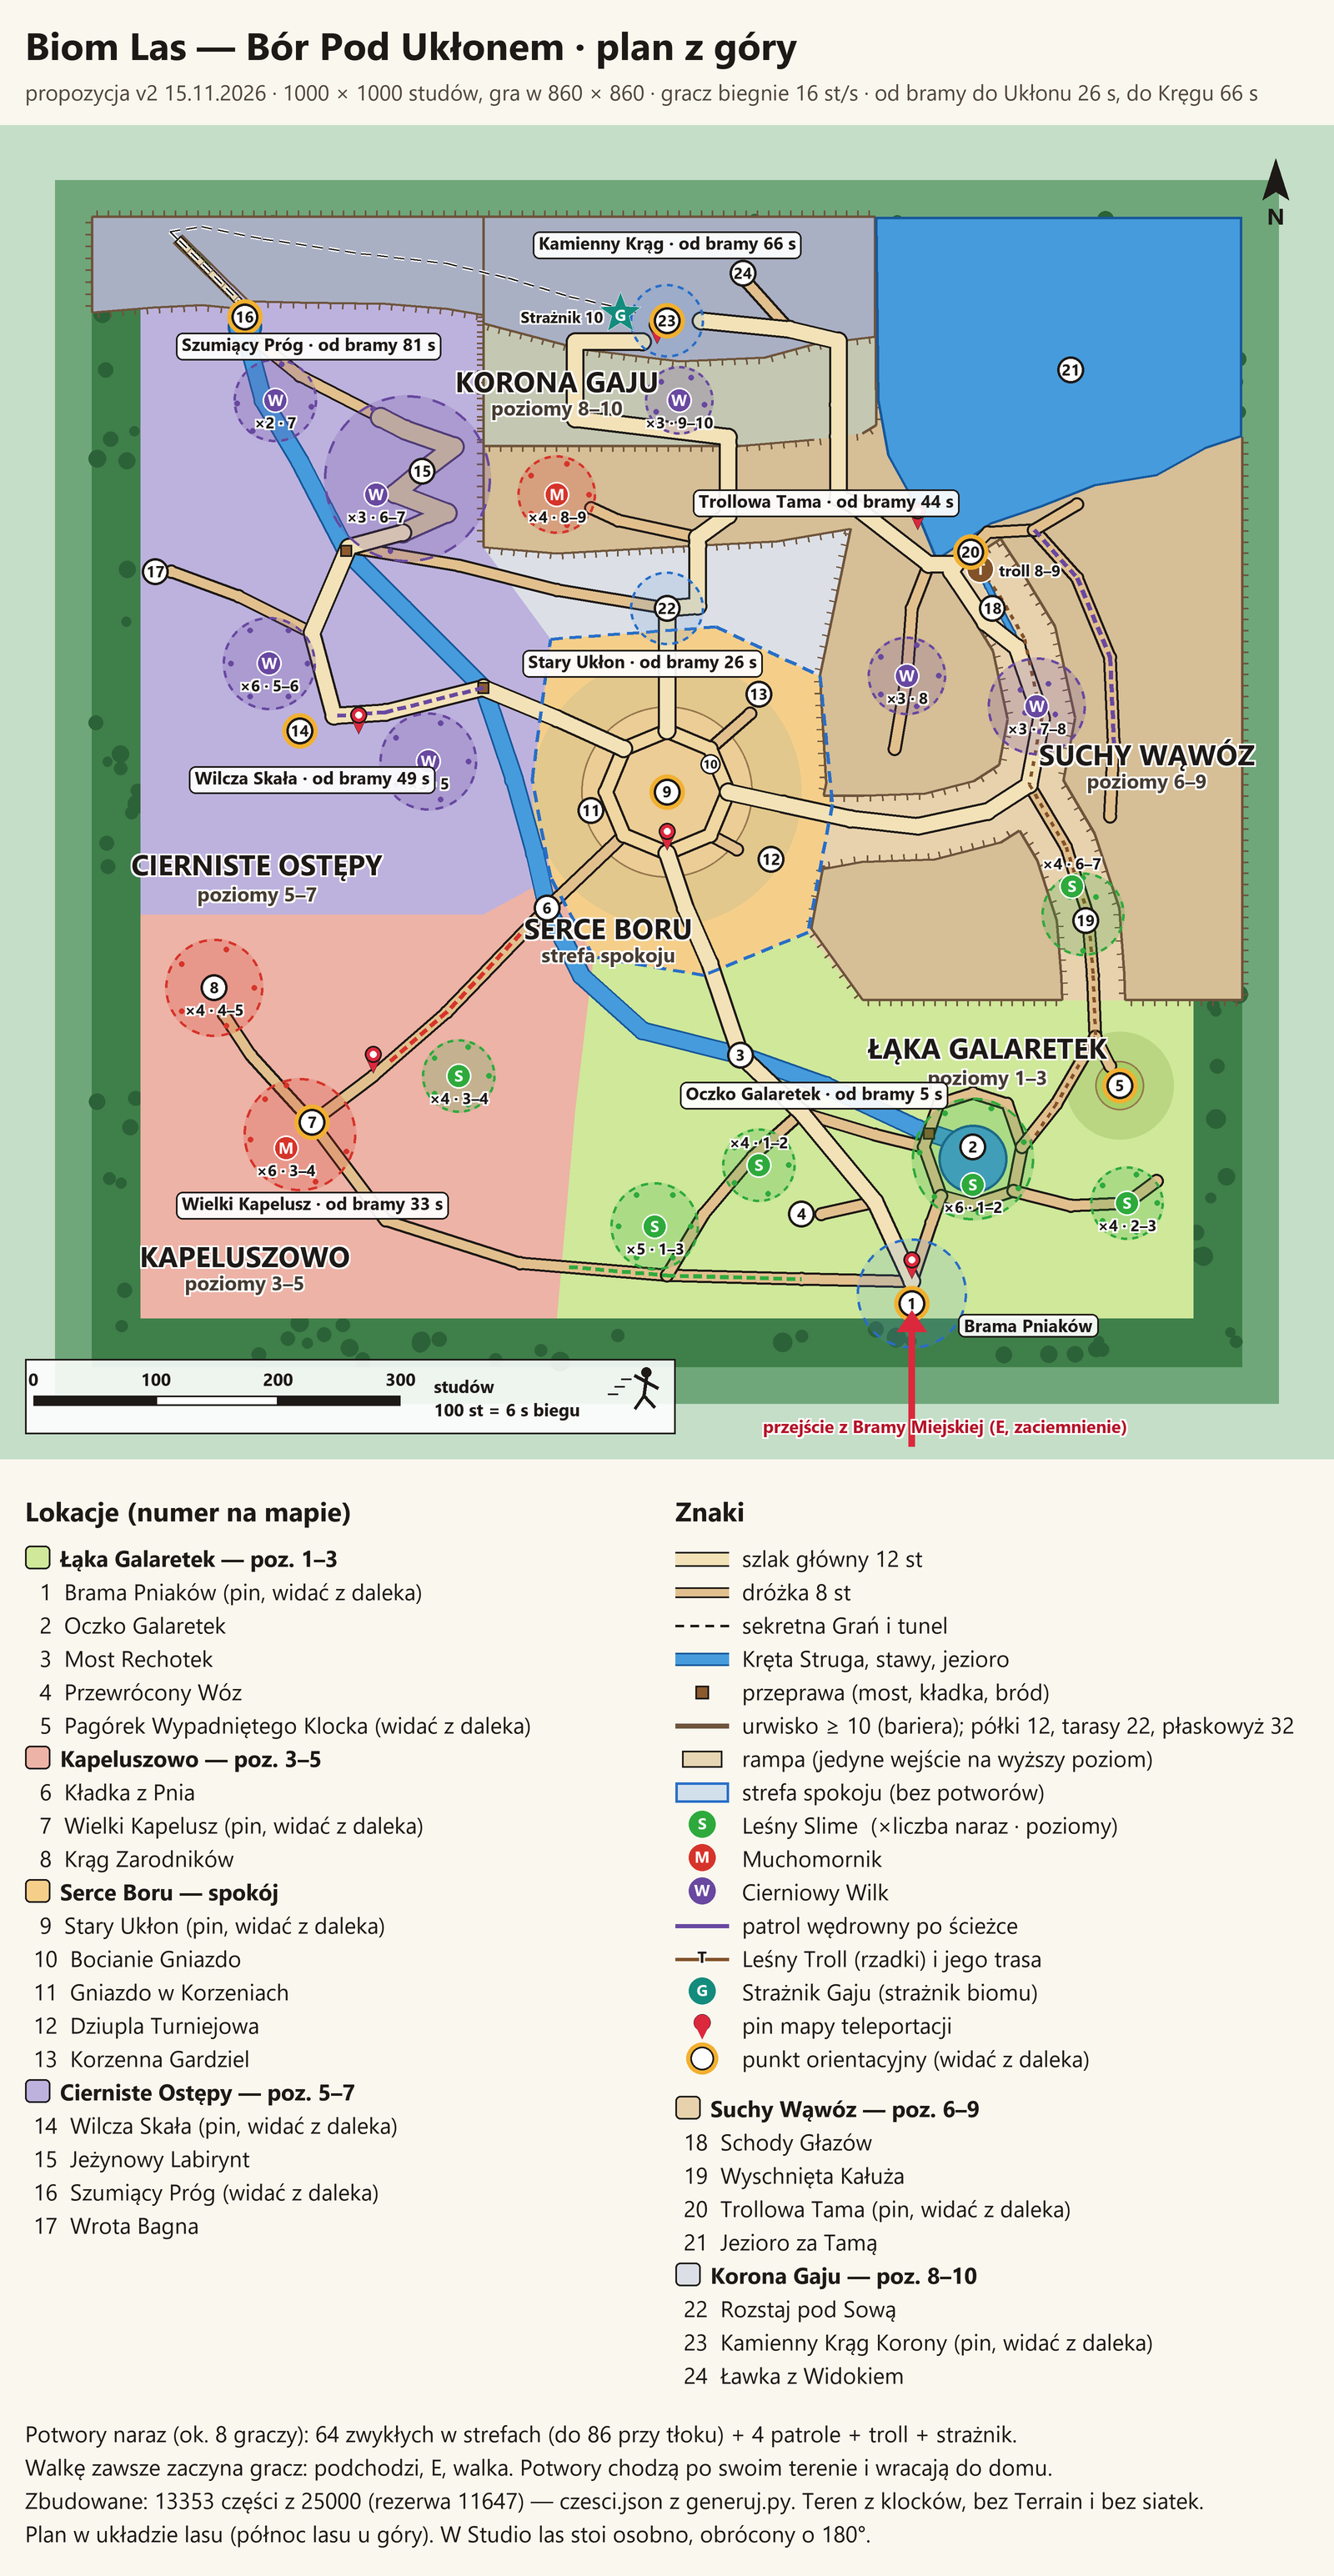 Biom Las — Bór Pod Ukłonem · plan z góry
propozycja v2 15.11.2026 · 1000 × 1000 studów, gra w 860 × 860 · gracz biegnie 16 st/s · od bramy do Ukłonu 26 s, do Kręgu 66 s
N
Kamienny Krąg · od bramy 66 s
24
Strażnik 10
G
23
16
Szumiący Próg · od bramy 81 s
21
KORONA GAJU
poziomy 8–10
W
×2 · 7
W
×3 · 9–10
15
W
×3 · 6–7
M
×4 · 8–9
Trollowa Tama · od bramy 44 s
20
T
troll 8–9
17
22
18
Stary Ukłon · od bramy 26 s
W
×6 · 5–6
W
×3 · 8
13
W
×3 · 7–8
14
SUCHY WĄWÓZ
poziomy 6–9
W
5
Wilcza Skała · od bramy 49 s
10
9
11
12
CIERNISTE OSTĘPY
poziomy 5–7
×4 · 6–7
S
19
6
SERCE BORU
strefa spokoju
8
×4 · 4–5
ŁĄKA GALARETEK
poziomy 1–3
3
S
×4 · 3–4
5
Oczko Galaretek · od bramy 5 s
7
M
×6 · 3–4
×4 · 1–2
S
2
S
×6 · 1–2
S
×4 · 2–3
Wielki Kapelusz · od bramy 33 s
4
S
×5 · 1–3
KAPELUSZOWO
poziomy 3–5
1
Brama Pniaków
0 100 200 300
studów
100 st = 6 s biegu
przejście z Bramy Miejskiej (E, zaciemnienie)
Lokacje (numer na mapie)
Łąka Galaretek — poz. 1–3
1 Brama Pniaków (pin, widać z daleka)
2 Oczko Galaretek
3 Most Rechotek
4 Przewrócony Wóz
5 Pagórek Wypadniętego Klocka (widać z daleka)
Kapeluszowo — poz. 3–5
6 Kładka z Pnia
7 Wielki Kapelusz (pin, widać z daleka)
8 Krąg Zarodników
Serce Boru — spokój
9 Stary Ukłon (pin, widać z daleka)
10 Bocianie Gniazdo
11 Gniazdo w Korzeniach
12 Dziupla Turniejowa
13 Korzenna Gardziel
Cierniste Ostępy — poz. 5–7
14 Wilcza Skała (pin, widać z daleka)
15 Jeżynowy Labirynt
16 Szumiący Próg (widać z daleka)
17 Wrota Bagna
Znaki
szlak główny 12 st
dróżka 8 st
sekretna Grań i tunel
Kręta Struga, stawy, jezioro
przeprawa (most, kładka, bród)
urwisko ≥ 10 (bariera); półki 12, tarasy 22, płaskowyż 32
rampa (jedyne wejście na wyższy poziom)
strefa spokoju (bez potworów)
S Leśny Slime (×liczba naraz · poziomy)
M Muchomornik
W Cierniowy Wilk
patrol wędrowny po ścieżce
T Leśny Troll (rzadki) i jego trasa
G Strażnik Gaju (strażnik biomu)
pin mapy teleportacji
punkt orientacyjny (widać z daleka)
Suchy Wąwóz — poz. 6–9
18 Schody Głazów
19 Wyschnięta Kałuża
20 Trollowa Tama (pin, widać z daleka)
21 Jezioro za Tamą
Korona Gaju — poz. 8–10
22 Rozstaj pod Sową
23 Kamienny Krąg Korony (pin, widać z daleka)
24 Ławka z Widokiem
Potwory naraz (ok. 8 graczy): 64 zwykłych w strefach (do 86 przy tłoku) + 4 patrole + troll + strażnik.
Walkę zawsze zaczyna gracz: podchodzi, E, walka. Potwory chodzą po swoim terenie i wracają do domu.
Zbudowane: 13353 części z 25000 (rezerwa 11647) — czesci.json z generuj.py. Teren z klocków, bez Terrain i bez siatek.
Plan w układzie lasu (północ lasu u góry). W Studio las stoi osobno, obrócony o 180°.